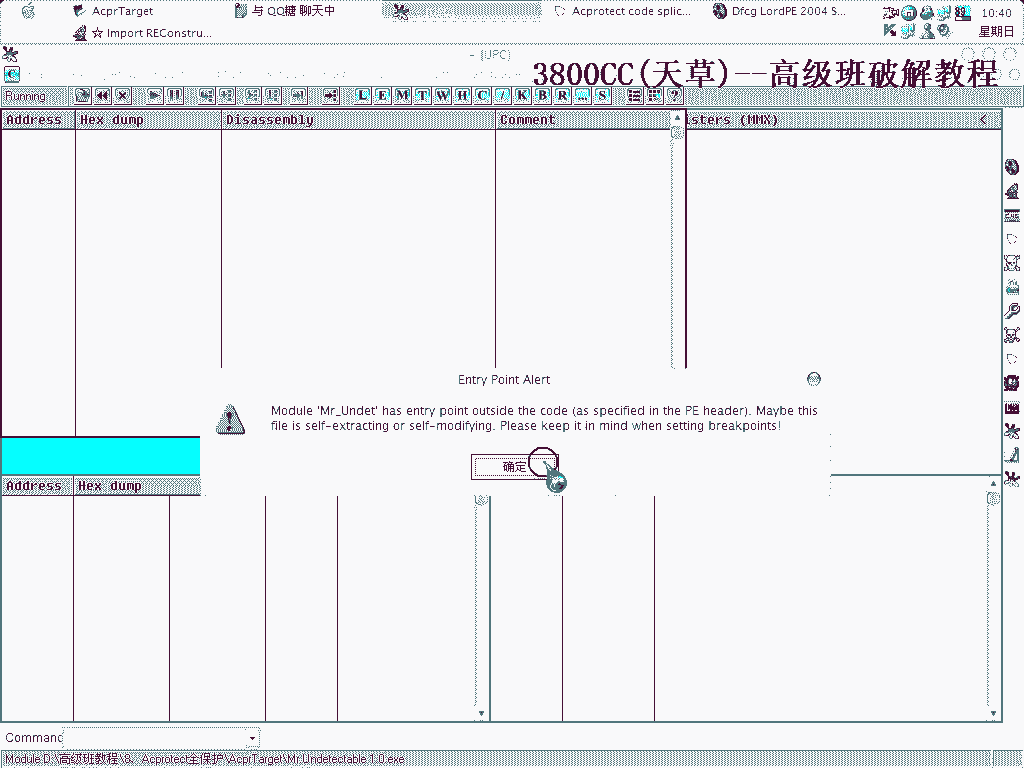 AcprTarget
与 QQ糖 聊天中
Acprotect code splic...
Dfcg LordPE 2004 S...
10:40
☆ Import REConstru...
星期日
- [UPC]
3800CC(天草)--高级班破解教程
Running
L E M T W H C / K B R ... S
?
Address
Hex dump
Disassembly
Comment
isters (MMX)
<
Entry Point Alert
Module 'Mr_Undet' has entry point outside the code (as specified in the PE header). Maybe this
file is self-extracting or self-modifying. Please keep it in mind when setting breakpoints!
确定
Address
Hex dump
Command
Module D:\高级班教程\8、Acprotect全保护\AcprTarget\Mr.Undetectable 1.0.exe